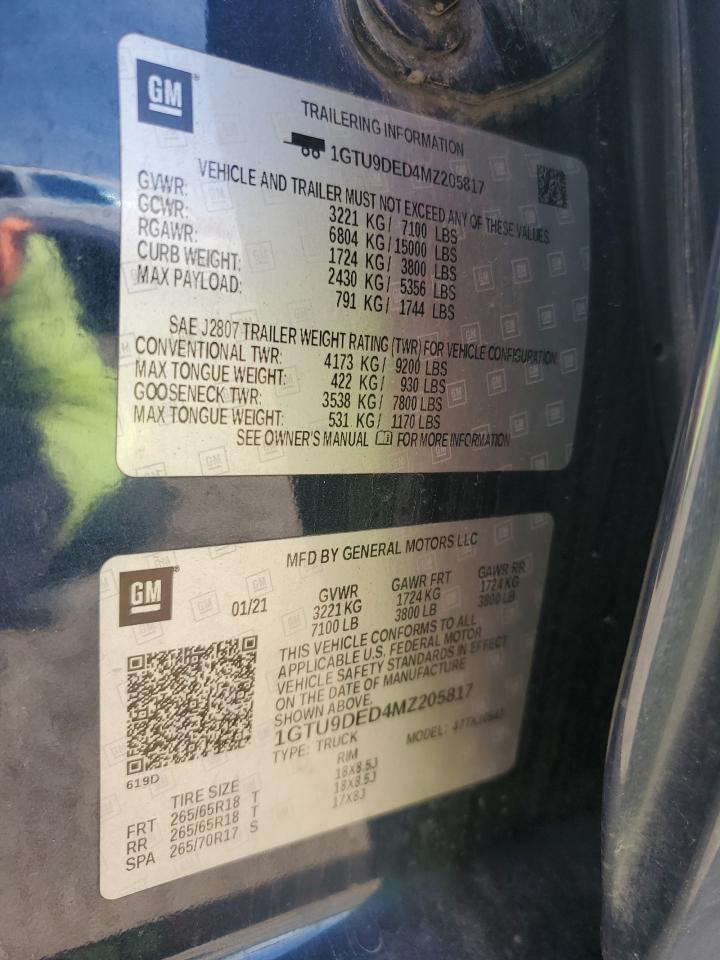 GM
TRAILERING INFORMATION
1GTU9DED4MZ205817
VEHICLE AND TRAILER MUST NOT EXCEED ANY OF THESE VALUES.
GVWR: 3221 KG/ 7100 LBS
GCWR: 6804 KG/15000 LBS
RGAWR: 1724 KG/ 3800 LBS
CURB WEIGHT: 2430 KG/ 5356 LBS
MAX PAYLOAD: 791 KG/ 1744 LBS
SAE J2807 TRAILER WEIGHT RATING (TWR) FOR VEHICLE CONFIGURATION
CONVENTIONAL TWR: 4173 KG/ 9200 LBS
MAX TONGUE WEIGHT: 422 KG/ 930 LBS
GOOSENECK TWR: 3538 KG/ 7800 LBS
MAX TONGUE WEIGHT: 531 KG/ 1170 LBS
SEE OWNER'S MANUAL FOR MORE INFORMATION
MFD BY GENERAL MOTORS LLC
GM
01/21
GVWR GAWR FRT GAWR RR
3221KG 1724KG 1724KG
7100 LB 3800 LB 3800 LB
THIS VEHICLE CONFORMS TO ALL
APPLICABLE U.S. FEDERAL MOTOR
VEHICLE SAFETY STANDARDS IN EFFECT
ON THE DATE OF MANUFACTURE
SHOWN ABOVE.
1GTU9DED4MZ205817
TYPE: TRUCK MODEL:
619D
TIRE SIZE RIM
FRT 265/65R18 T 18X8.5J
RR 265/65R18 T 18X8.5J
SPA 265/70R17 S 17X8J